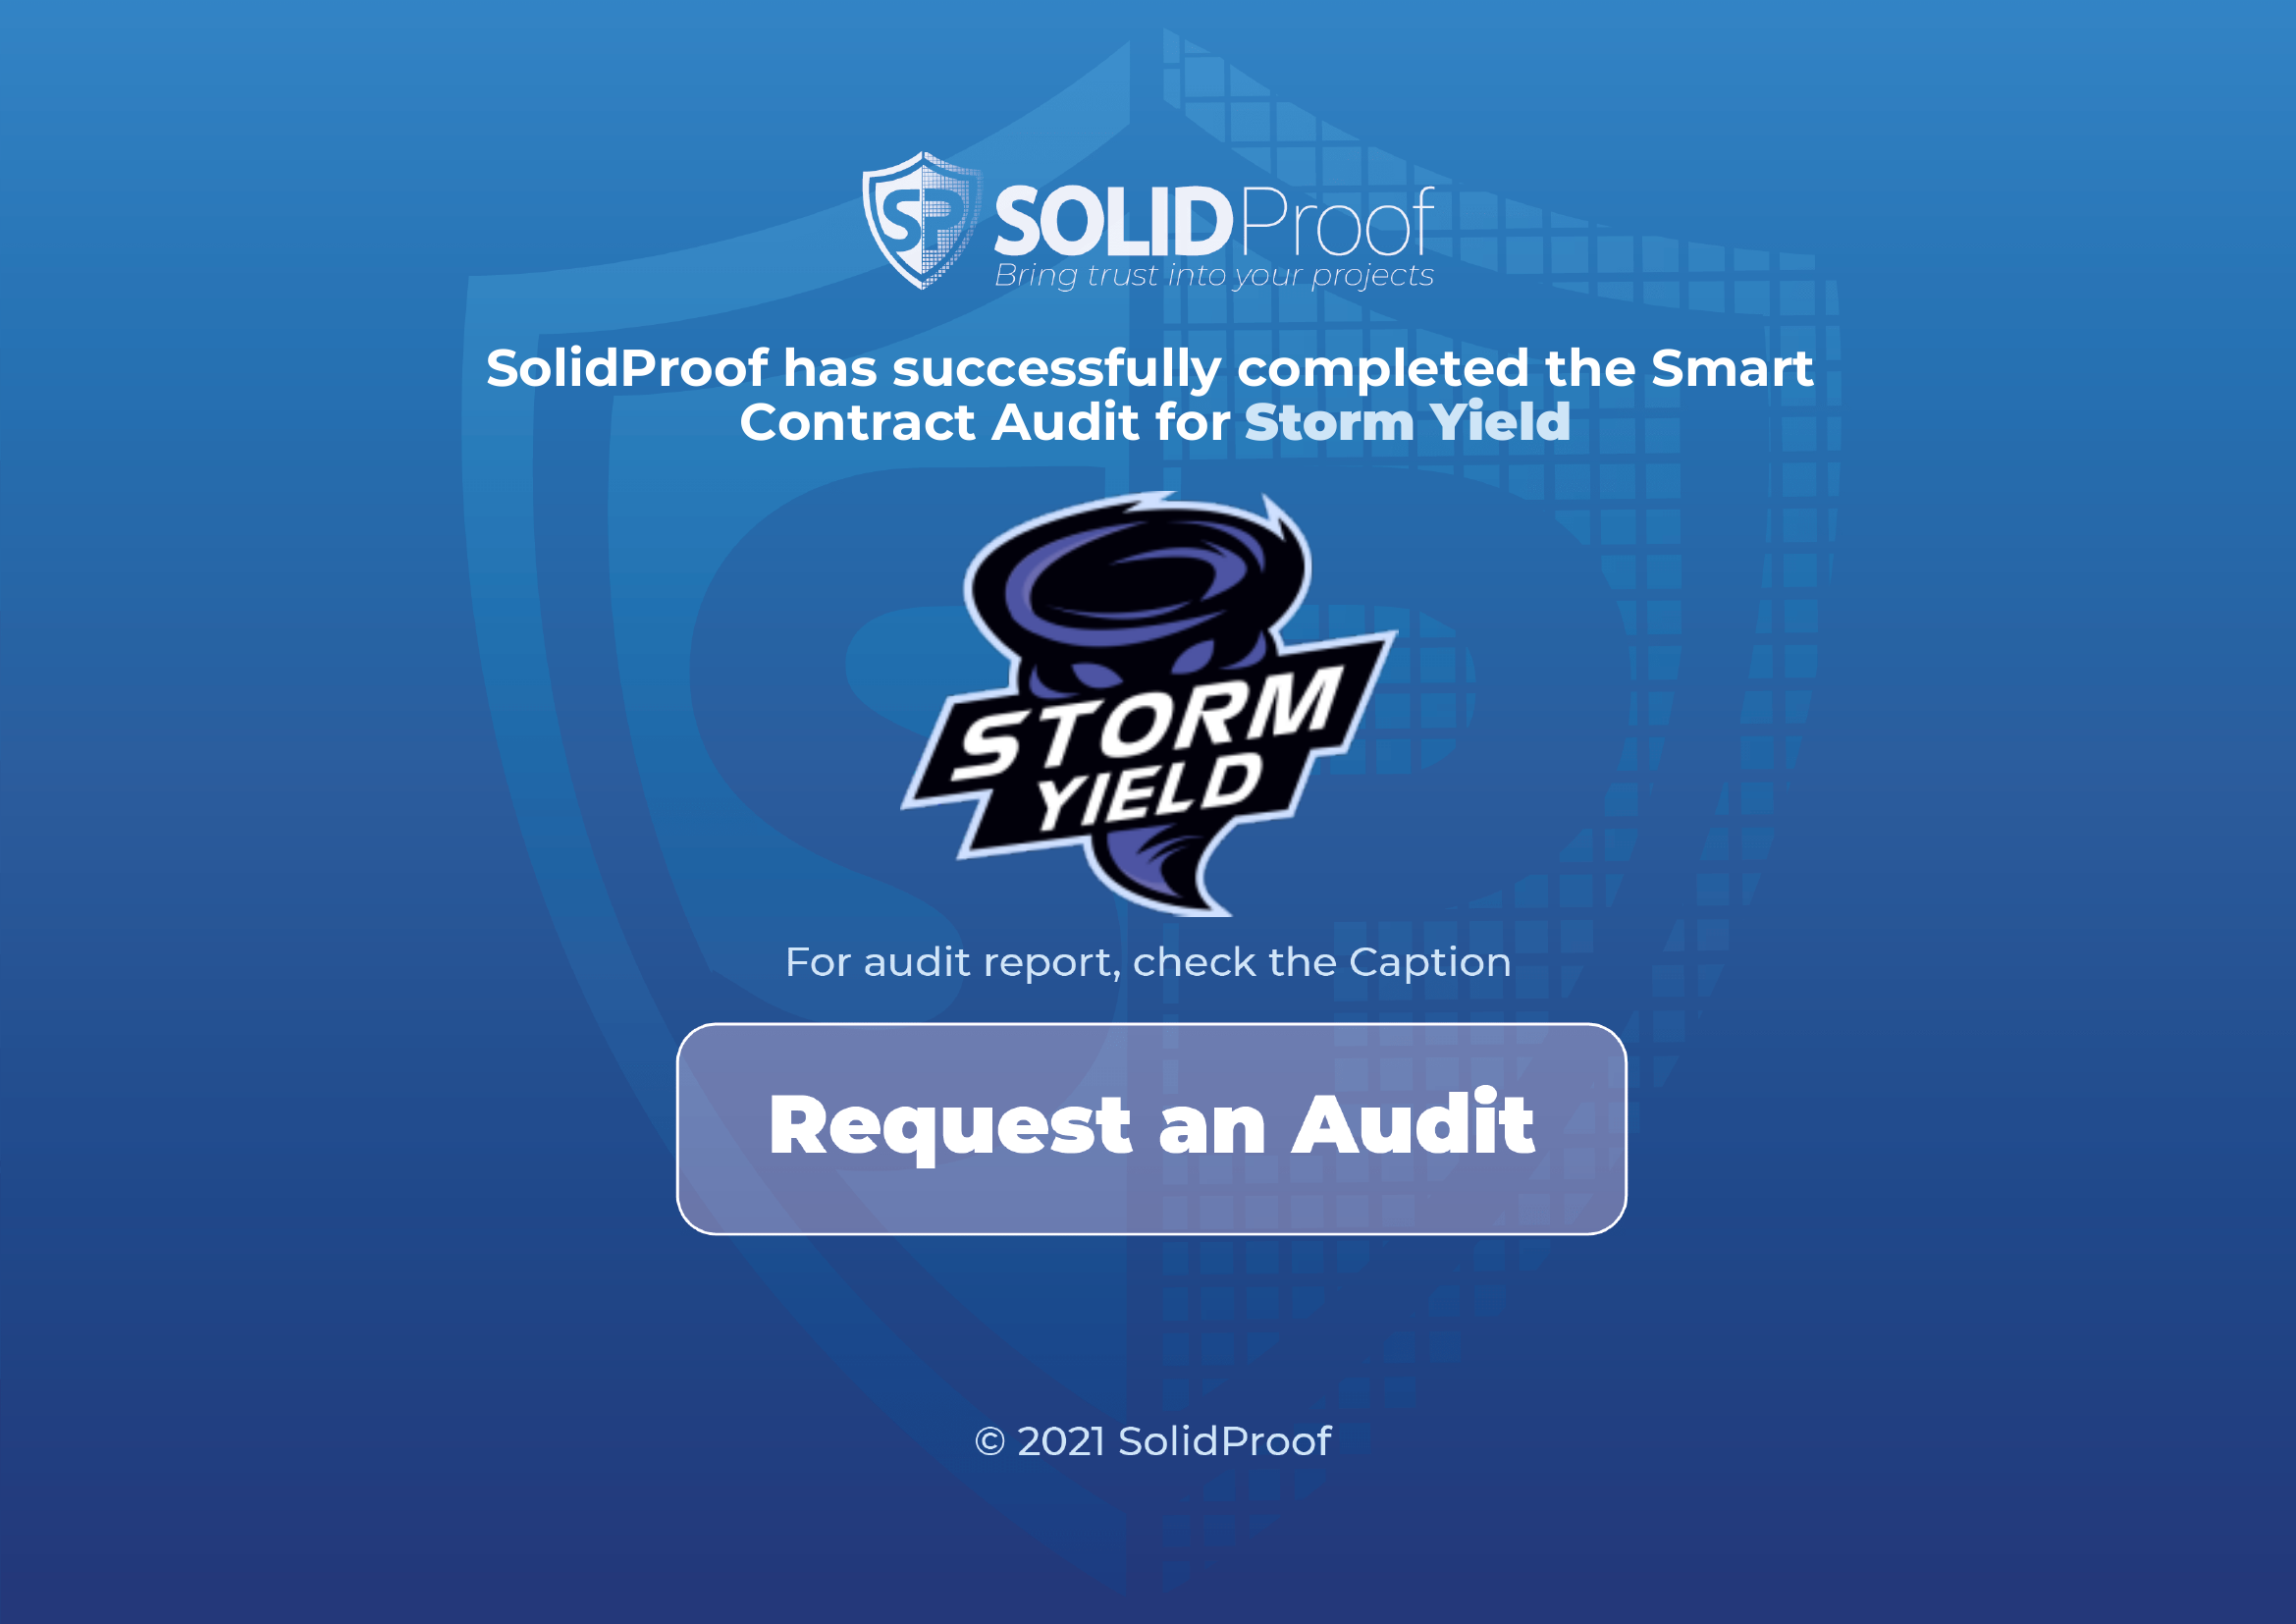 SP SOLIDProof
Bring trust into your projects
SolidProof has successfully completed the Smart
Contract Audit for Storm Yield
STORM
YIELD
For audit report, check the Caption
Request an Audit
© 2021 SolidProof